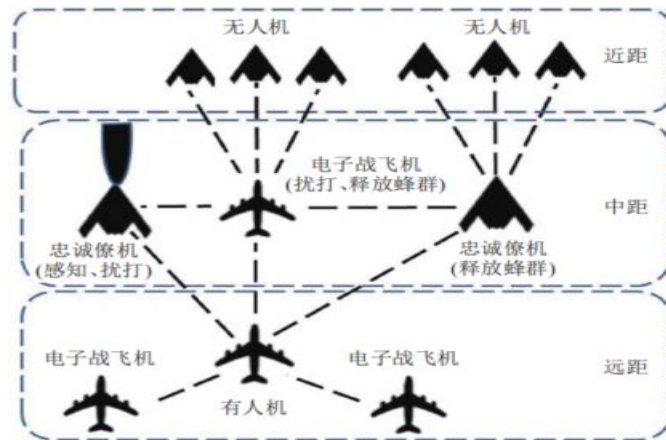 无人机
无人机
近距
电子战飞机
(扰打、释放蜂群)
中距
忠诚僚机
(感知、扰打)
忠诚僚机
(释放蜂群)
电子战飞机
电子战飞机
远距
有人机